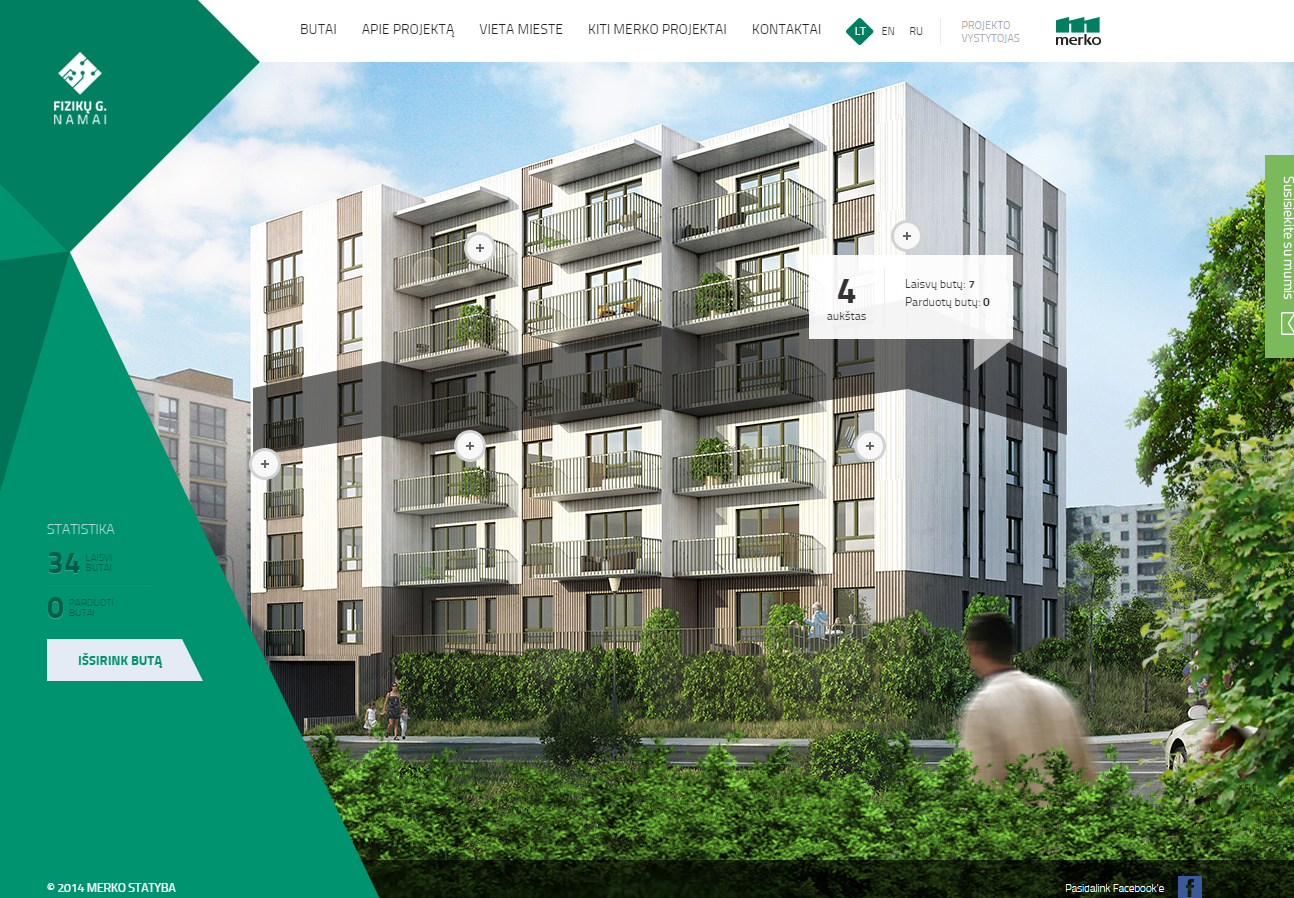 BUTAI
APIE PROJEKTĄ
VIETA MIESTE
KITI MERKO PROJEKTAI
KONTAKTAI
LT
EN
RU
PROJEKTO
VYSTYTOJAS
merko
FIZIKŲ G.
NAMAI
Susisiekite su mumis
4
aukštas
Laisvų butų: 7
Parduotų butų: 0
STATISTIKA
34 LAISVI
BUTAI
0 PARDUOTI
BUTAI
IŠSIRINK BUTĄ
© 2014 MERKO STATYBA
Pasidalink Facebook'e
f